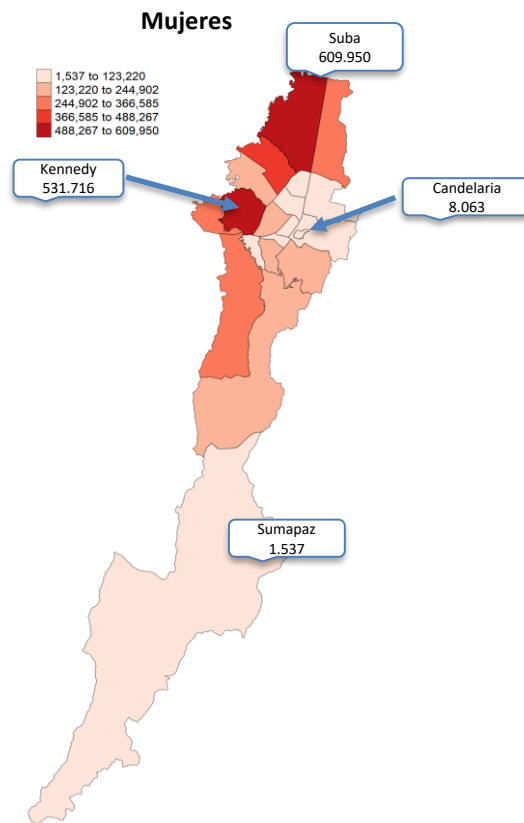 Mujeres
Suba
609.950
1,537 to 123,220
123,220 to 244,902
244,902 to 366,585
366,585 to 488,267
488,267 to 609,950
Kennedy
531.716
Candelaria
8.063
Sumapaz
1.537